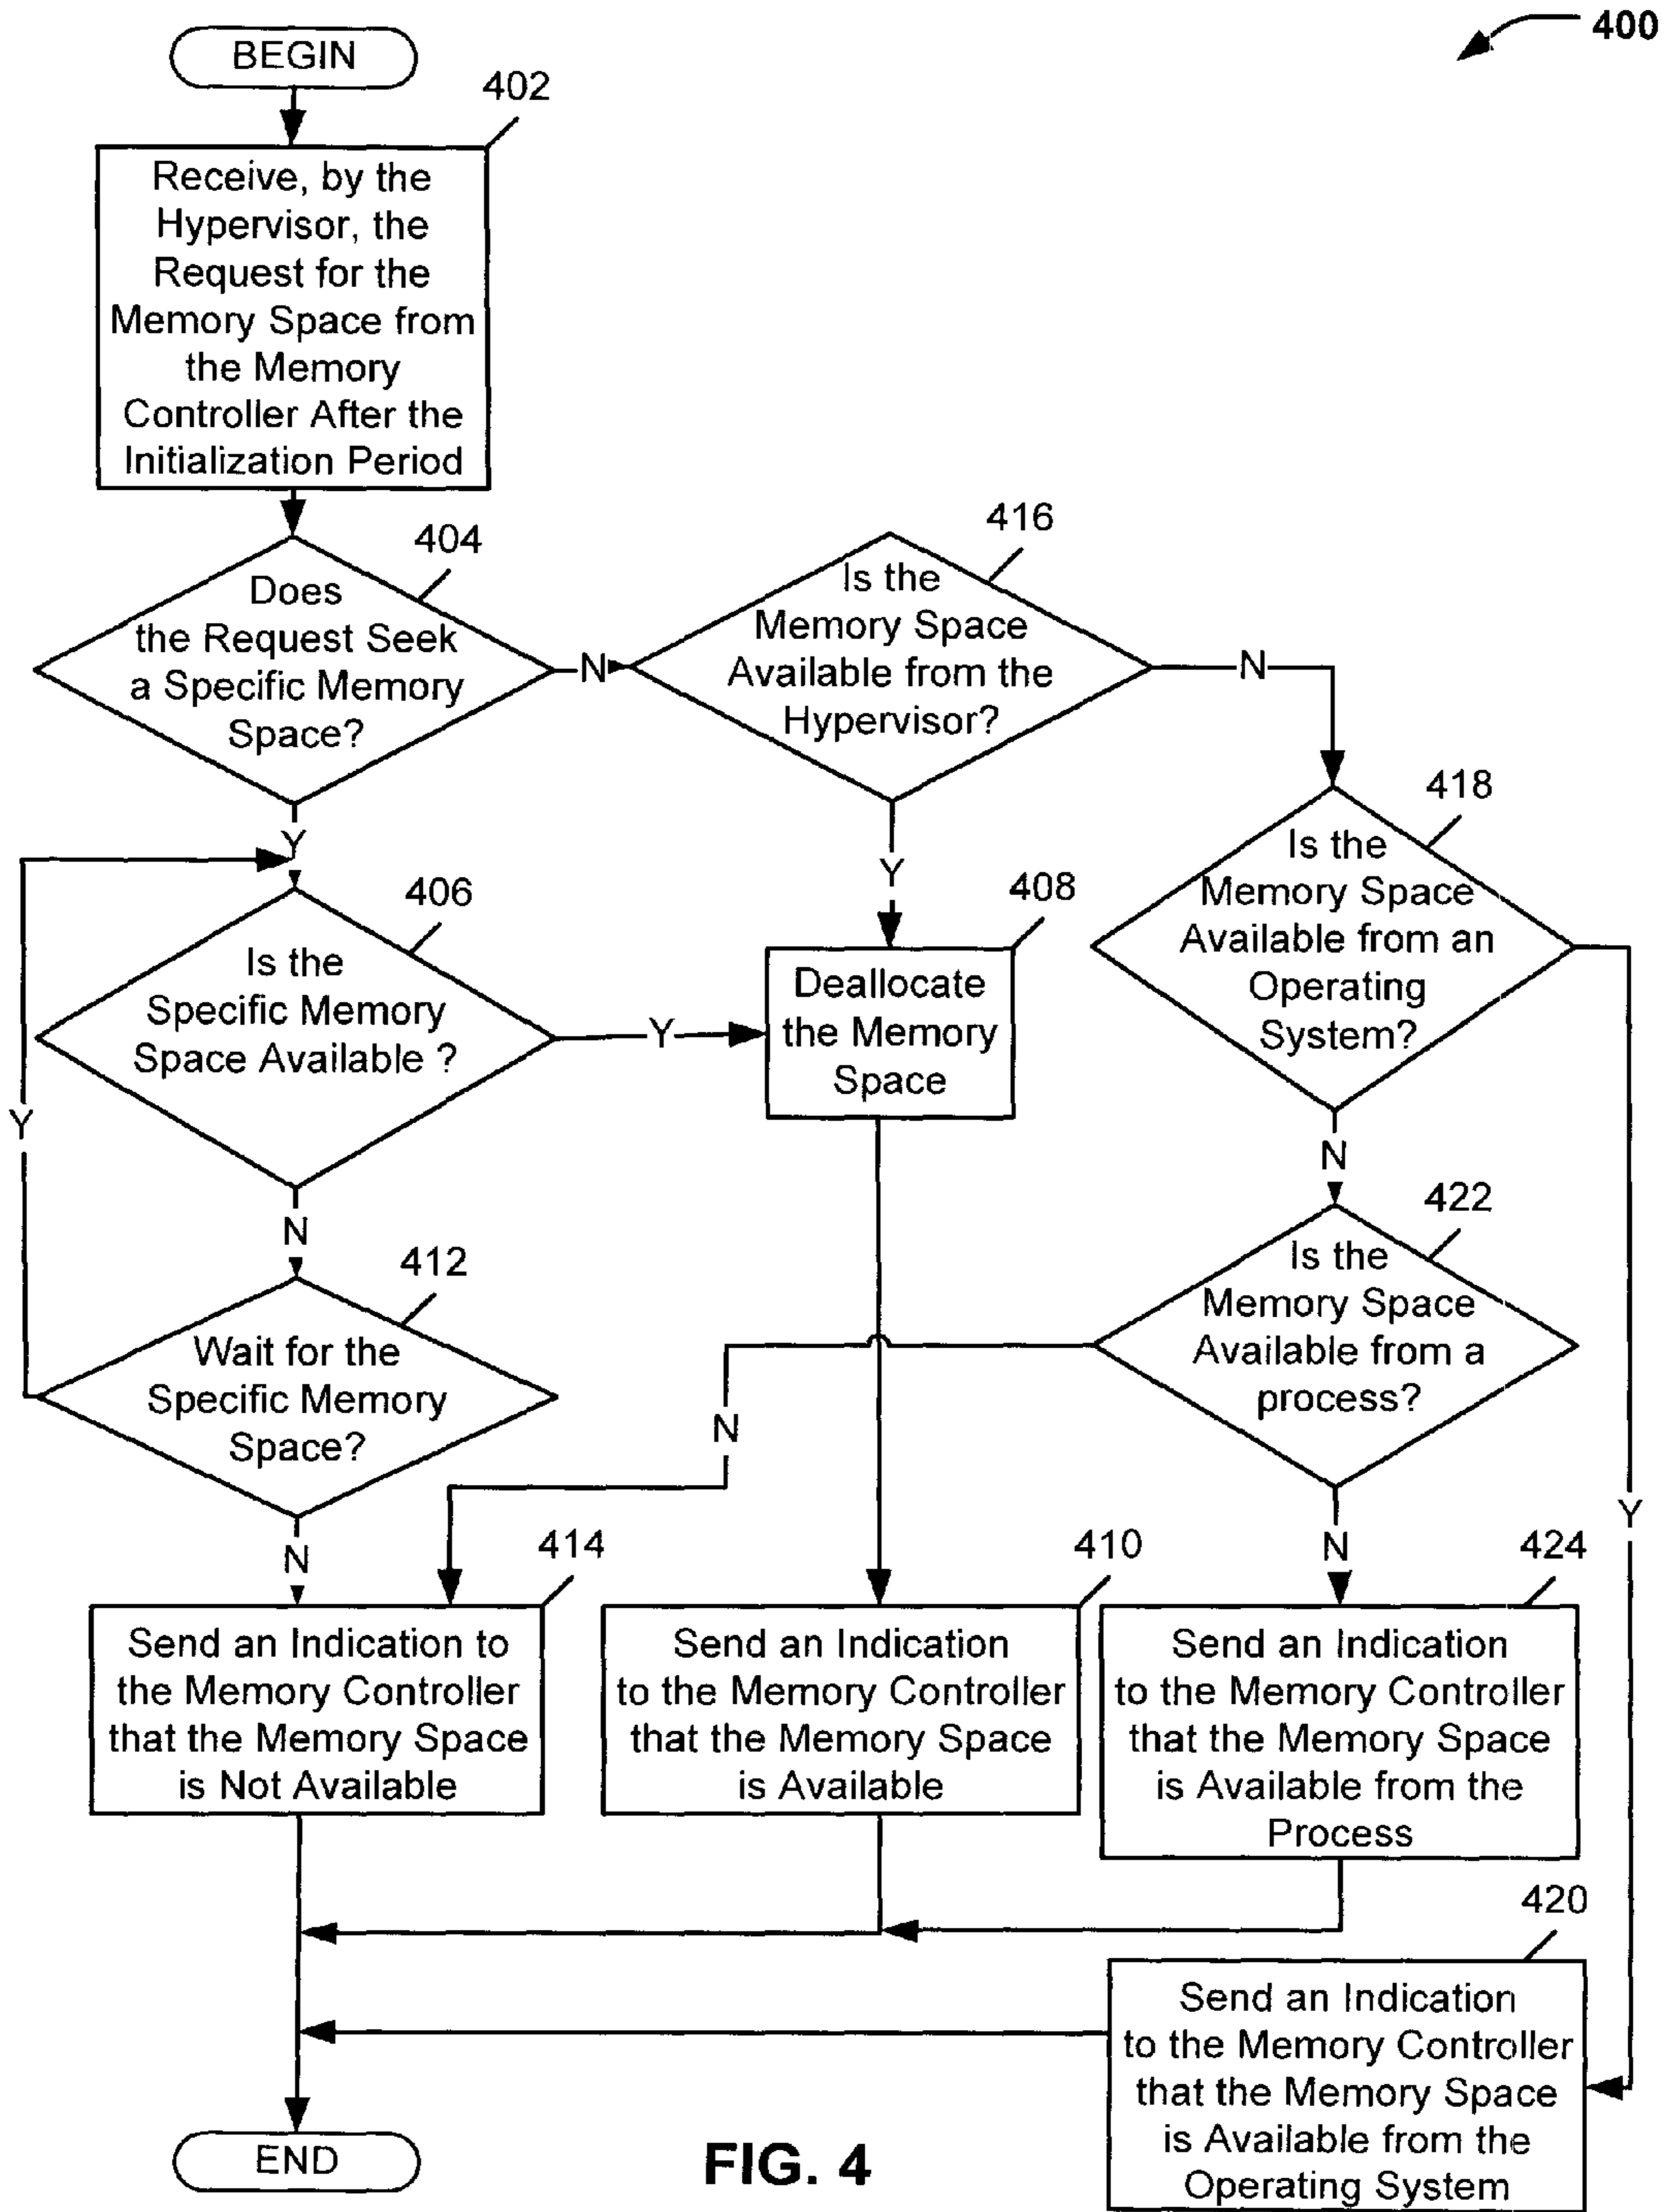 400
BEGIN
402
Receive, by the
Hypervisor, the
Request for the
Memory Space from
the Memory
Controller After the
Initialization Period
404
Does
the Request Seek
a Specific Memory
Space?
N
Y
416
Is the
Memory Space
Available from the
Hypervisor?
N
Y
406
Is the
Specific Memory
Space Available ?
Y
N
408
Deallocate
the Memory
Space
418
Is the
Memory Space
Available from an
Operating
System?
N
Y
412
Wait for the
Specific Memory
Space?
Y
N
422
Is the
Memory Space
Available from a
process?
N
N
414
Send an Indication to
the Memory Controller
that the Memory Space
is Not Available
410
Send an Indication
to the Memory Controller
that the Memory Space
is Available
424
Send an Indication
to the Memory Controller
that the Memory Space
is Available from the
Process
420
Send an Indication
to the Memory Controller
that the Memory Space
is Available from the
Operating System
END
FIG. 4